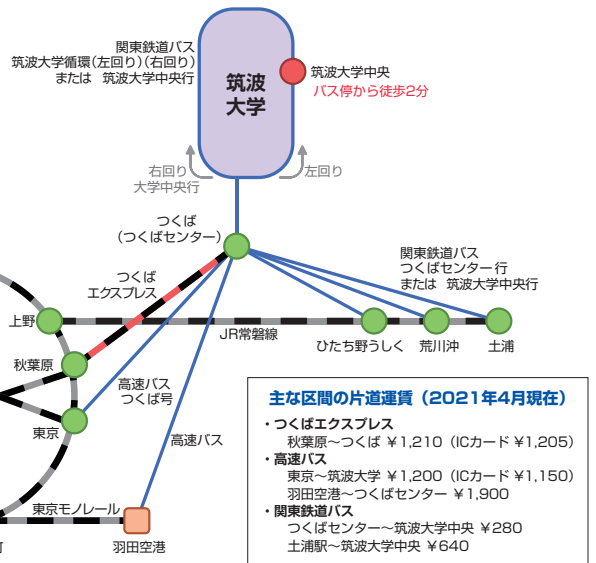 関東鉄道バス
筑波大学循環(左回り)(右回り)
または 筑波大学中央行
筑波
大学
筑波大学中央
バス停から徒歩2分
右回り
大学中央行
左回り
つくば
(つくばセンター)
関東鉄道バス
つくばセンター行
または 筑波大学中央行
つくば
エクスプレス
上野
JR常磐線
ひたち野うしく
荒川沖
土浦
秋葉原
高速バス
つくば号
東京
高速バス
東京モノレール
羽田空港
主な区間の片道運賃（2021年4月現在）
・つくばエクスプレス
秋葉原～つくば ￥1,210（ICカード ￥1,205）
・高速バス
東京～筑波大学 ￥1,200（ICカード ￥1,150）
羽田空港～つくばセンター ￥1,900
・関東鉄道バス
つくばセンター～筑波大学中央 ￥280
土浦駅～筑波大学中央 ￥640